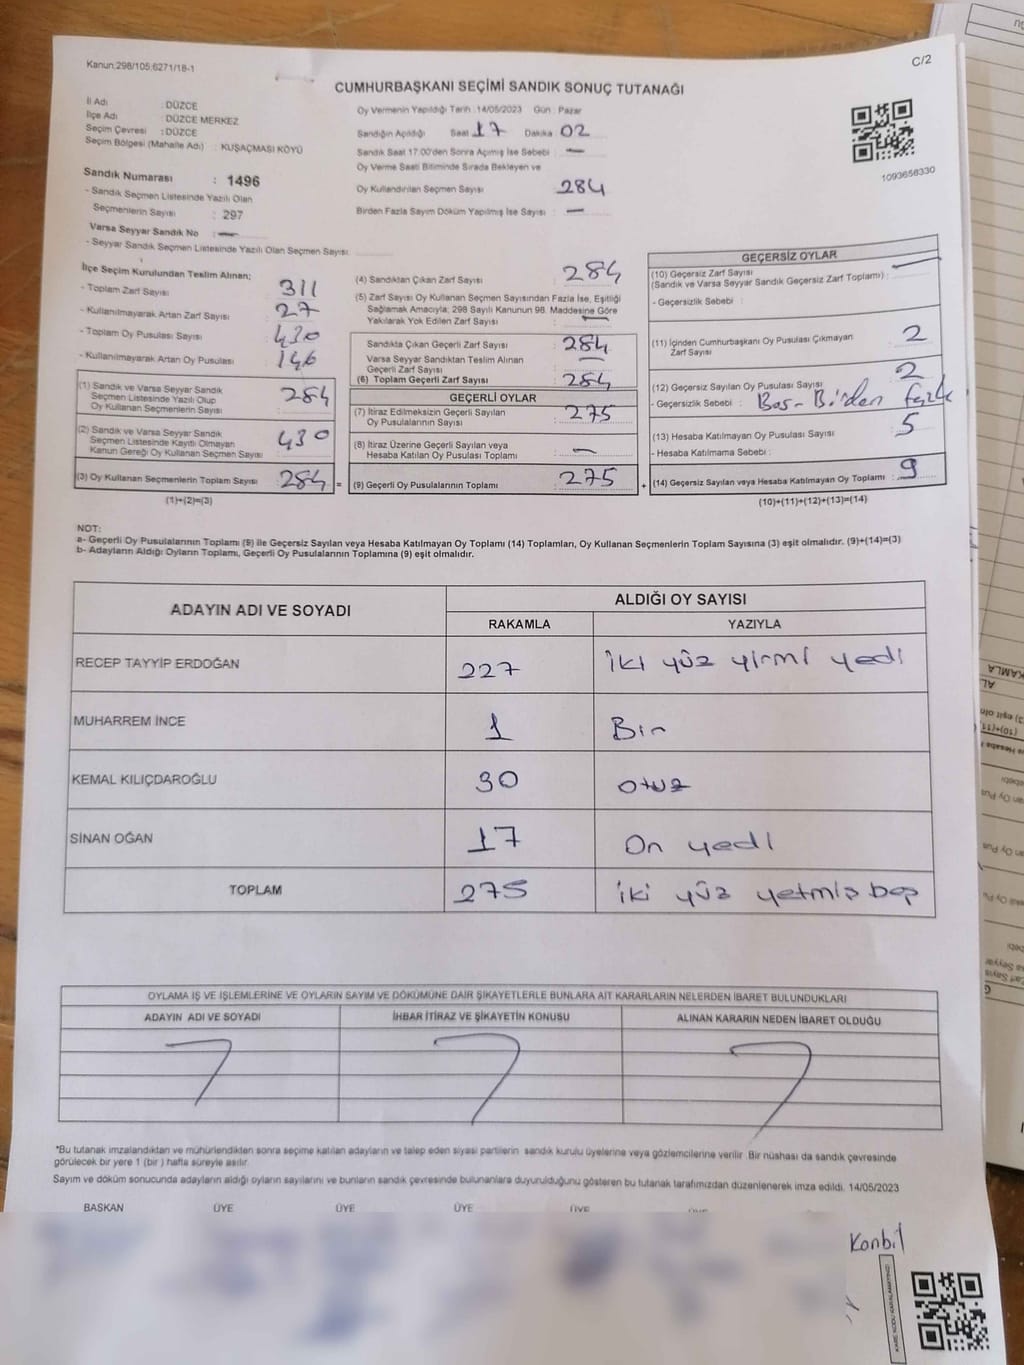 Kanun:298/105;6271/18-1
C/2
CUMHURBAŞKANI SEÇİMİ SANDIK SONUÇ TUTANAĞI
İl Adı : DÜZCE
İlçe Adı : DÜZCE MERKEZ
Seçim Çevresi : DÜZCE
Seçim Bölgesi (Mahalle Adı) : KUŞAÇMASI KÖYÜ
Sandık Numarası : 1496
- Sandık Seçmen Listesinde Yazılı Olan
Seçmenlerin Sayısı : 297
Varsa Seyyar Sandık No : —
- Seyyar Sandık Seçmen Listesinde Yazılı Olan Seçmen Sayısı
Oy Vermenin Yapıldığı Tarih :14/05/2023 Gün : Pazar
Sandığın Açıldığı Saat 17 Dakika : 02
Sandık Saat 17:00'den Sonra Açılmış İse Sebebi : —
Oy Verme Saati Bitiminde Sırada Bekleyen ve
Oy Kullandırılan Seçmen Sayısı 284
Birden Fazla Sayım Döküm Yapılmış İse Sayısı : —
1093656330
İlçe Seçim Kurulundan Teslim Alınan;
- Toplam Zarf Sayısı : 311
- Kullanılmayarak Artan Zarf Sayısı : 27
- Toplam Oy Pusulası Sayısı : 430
- Kullanılmayarak Artan Oy Pusulası : 146
(1) Sandık ve Varsa Seyyar Sandık
Seçmen Listesinde Yazılı Olup
Oy Kullanan Seçmenlerin Sayısı : 284
(2) Sandık ve Varsa Seyyar Sandık
Seçmen Listesinde Kayıtlı Olmayan
Kanun Gereği Oy Kullanan Seçmen Sayısı : 430
(3) Oy Kullanan Seçmenlerin Toplam Sayısı : 284 =
(1)+(2)=(3)
(4) Sandıktan Çıkan Zarf Sayısı : 284
(5) Zarf Sayısı Oy Kullanan Seçmen Sayısından Fazla İse, Eşitliği
Sağlamak Amacıyla; 298 Sayılı Kanunun 98. Maddesine Göre
Yakılarak Yok Edilen Zarf Sayısı : —
Sandıkta Çıkan Geçerli Zarf Sayısı : 284
Varsa Seyyar Sandıktan Teslim Alınan
Geçerli Zarf Sayısı : —
(6) Toplam Geçerli Zarf Sayısı : 284
GEÇERLİ OYLAR
(7) İtiraz Edilmeksizin Geçerli Sayılan
Oy Pusulalarının Sayısı : 275
(8) İtiraz Üzerine Geçerli Sayılan veya
Hesaba Katılan Oy Pusulası Toplamı : —
(9) Geçerli Oy Pusulalarının Toplamı : 275 +
GEÇERSİZ OYLAR
(10) Geçersiz Zarf Sayısı
(Sandık ve Varsa Seyyar Sandık Geçersiz Zarf Toplamı) : —
- Geçersizlik Sebebi :
(11) İçinden Cumhurbaşkanı Oy Pusulası Çıkmayan
Zarf Sayısı : 2
(12) Geçersiz Sayılan Oy Pusulası Sayısı : 2
- Geçersizlik Sebebi : Boş - Birden fazla
(13) Hesaba Katılmayan Oy Pusulası Sayısı : 5
- Hesaba Katılmama Sebebi :
(14) Geçersiz Sayılan veya Hesaba Katılmayan Oy Toplamı : 9
(10)+(11)+(12)+(13)=(14)
NOT:
a- Geçerli Oy Pusulalarının Toplamı (9) ile Geçersiz Sayılan veya Hesaba Katılmayan Oy Toplamı (14) Toplamları, Oy Kullanan Seçmenlerin Toplam Sayısına (3) eşit olmalıdır. (9)+(14)=(3)
b- Adayların Aldığı Oyların Toplamı, Geçerli Oy Pusulalarının Toplamına (9) eşit olmalıdır.
ADAYIN ADI VE SOYADI ALDIĞI OY SAYISI
RAKAMLA YAZIYLA
RECEP TAYYİP ERDOĞAN 227 iki yüz yirmi yedi
MUHARREM İNCE 1 Bir
KEMAL KILIÇDAROĞLU 30 otuz
SİNAN OĞAN 17 On yedi
TOPLAM 275 iki yüz yetmiş beş
OYLAMA İŞ VE İŞLEMLERİNE VE OYLARIN SAYIM VE DÖKÜMÜNE DAİR ŞİKAYETLERLE BUNLARA AİT KARARLARIN NELERDEN İBARET BULUNDUKLARI
ADAYIN ADI VE SOYADI İHBAR İTİRAZ VE ŞİKAYETİN KONUSU ALINAN KARARIN NEDEN İBARET OLDUĞU
*Bu tutanak imzalandıktan ve mühürlendikten sonra seçime katılan adayların ve talep eden siyasi partilerin sandık kurulu üyelerine veya gözlemcilerine verilir. Bir nüshası da sandık çevresinde
görülecek bir yere 1 (bir ) hafta süreyle asılır.
Sayım ve döküm sonucunda adayların aldığı oyların sayılarını ve bunların sandık çevresinde bulunanlara duyurulduğunu gösteren bu tutanak tarafımızdan düzenlenerek imza edildi. 14/05/2023
BAŞKAN ÜYE ÜYE ÜYE ÜYE